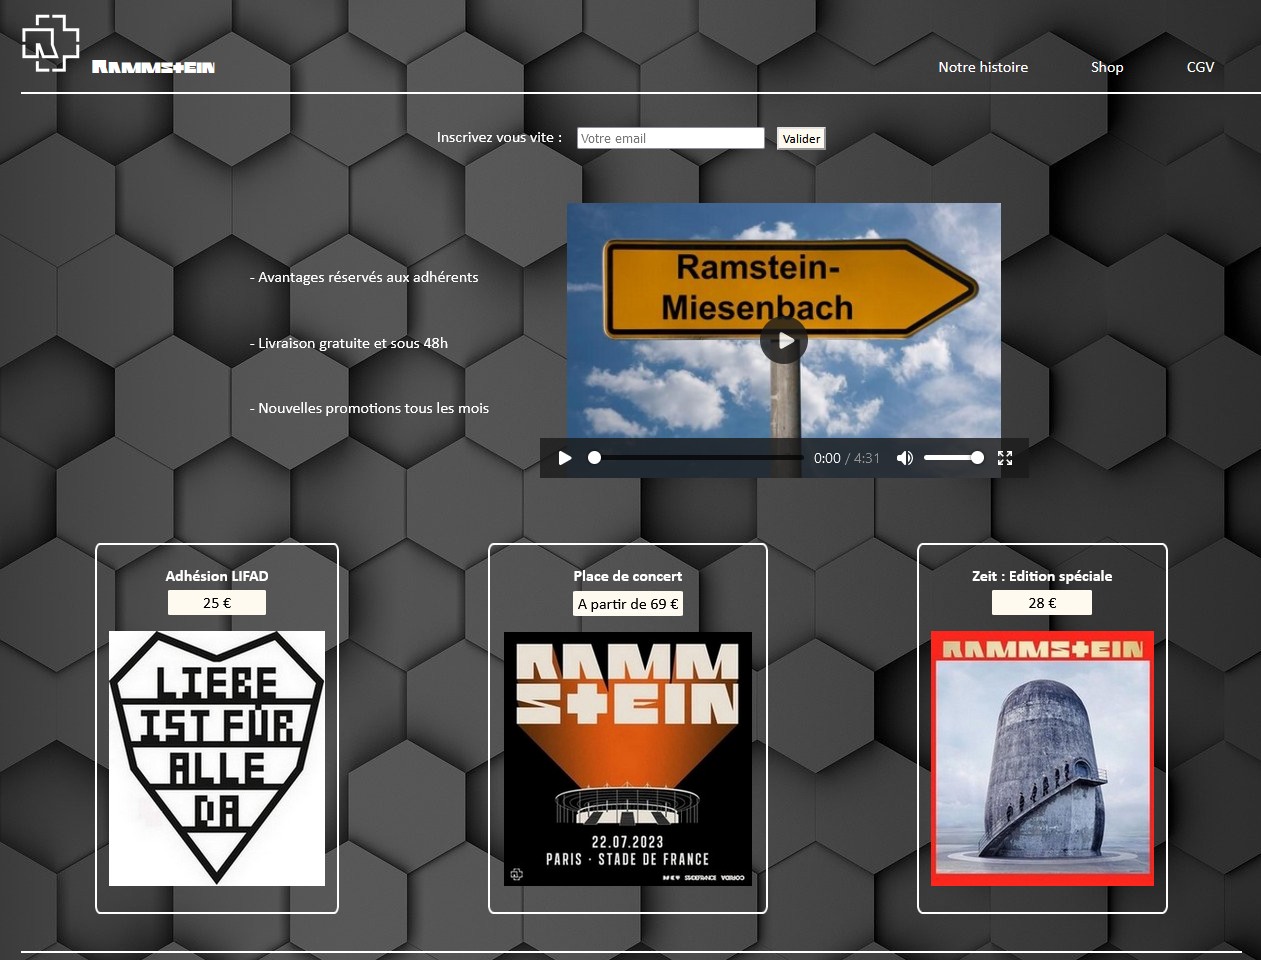 RAMMSTEIN
Notre histoire
Shop
CGV
Inscrivez vous vite :
Votre email
Valider
- Avantages réservés aux adhérents
- Livraison gratuite et sous 48h
- Nouvelles promotions tous les mois
Ramstein-
Miesenbach
0:00 / 4:31
Adhésion LIFAD
25 €
LIEBE
IST FÜR
ALLE
DA
Place de concert
A partir de 69 €
RAMM
STEIN
22.07.2023
PARIS · STADE DE FRANCE
Zeit : Edition spéciale
28 €
RAMMSTEIN